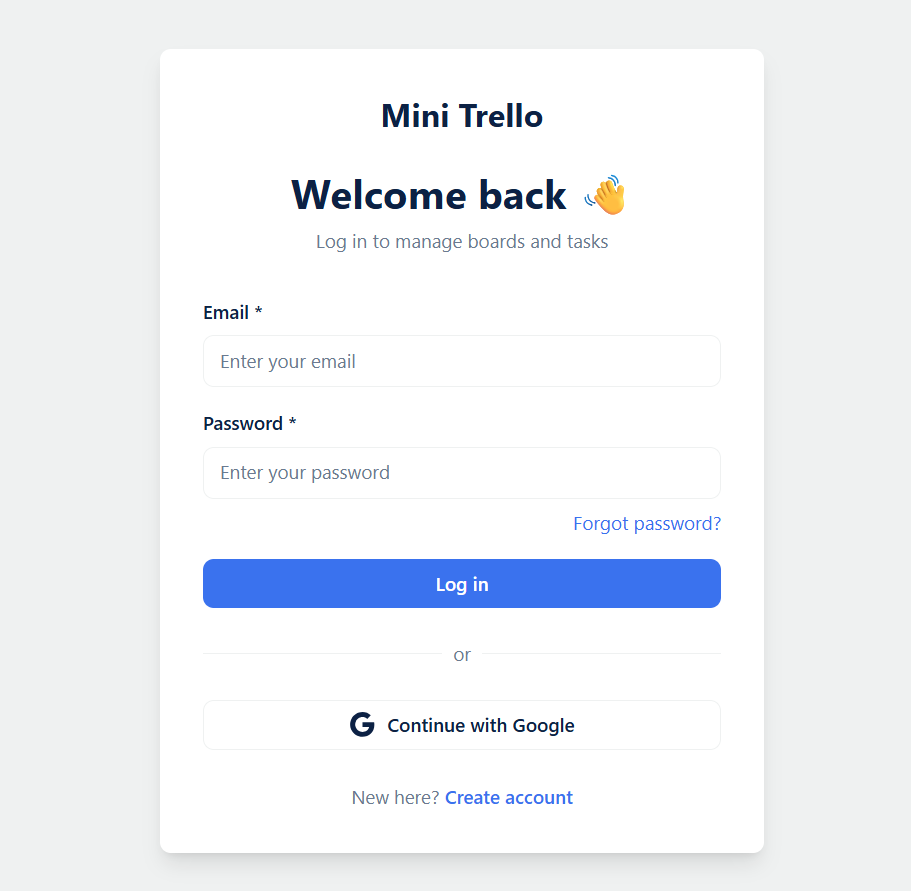 Mini Trello
Welcome back 👋
Log in to manage boards and tasks
Email *
Enter your email
Password *
Enter your password
Forgot password?
Log in
or
Continue with Google
New here? Create account